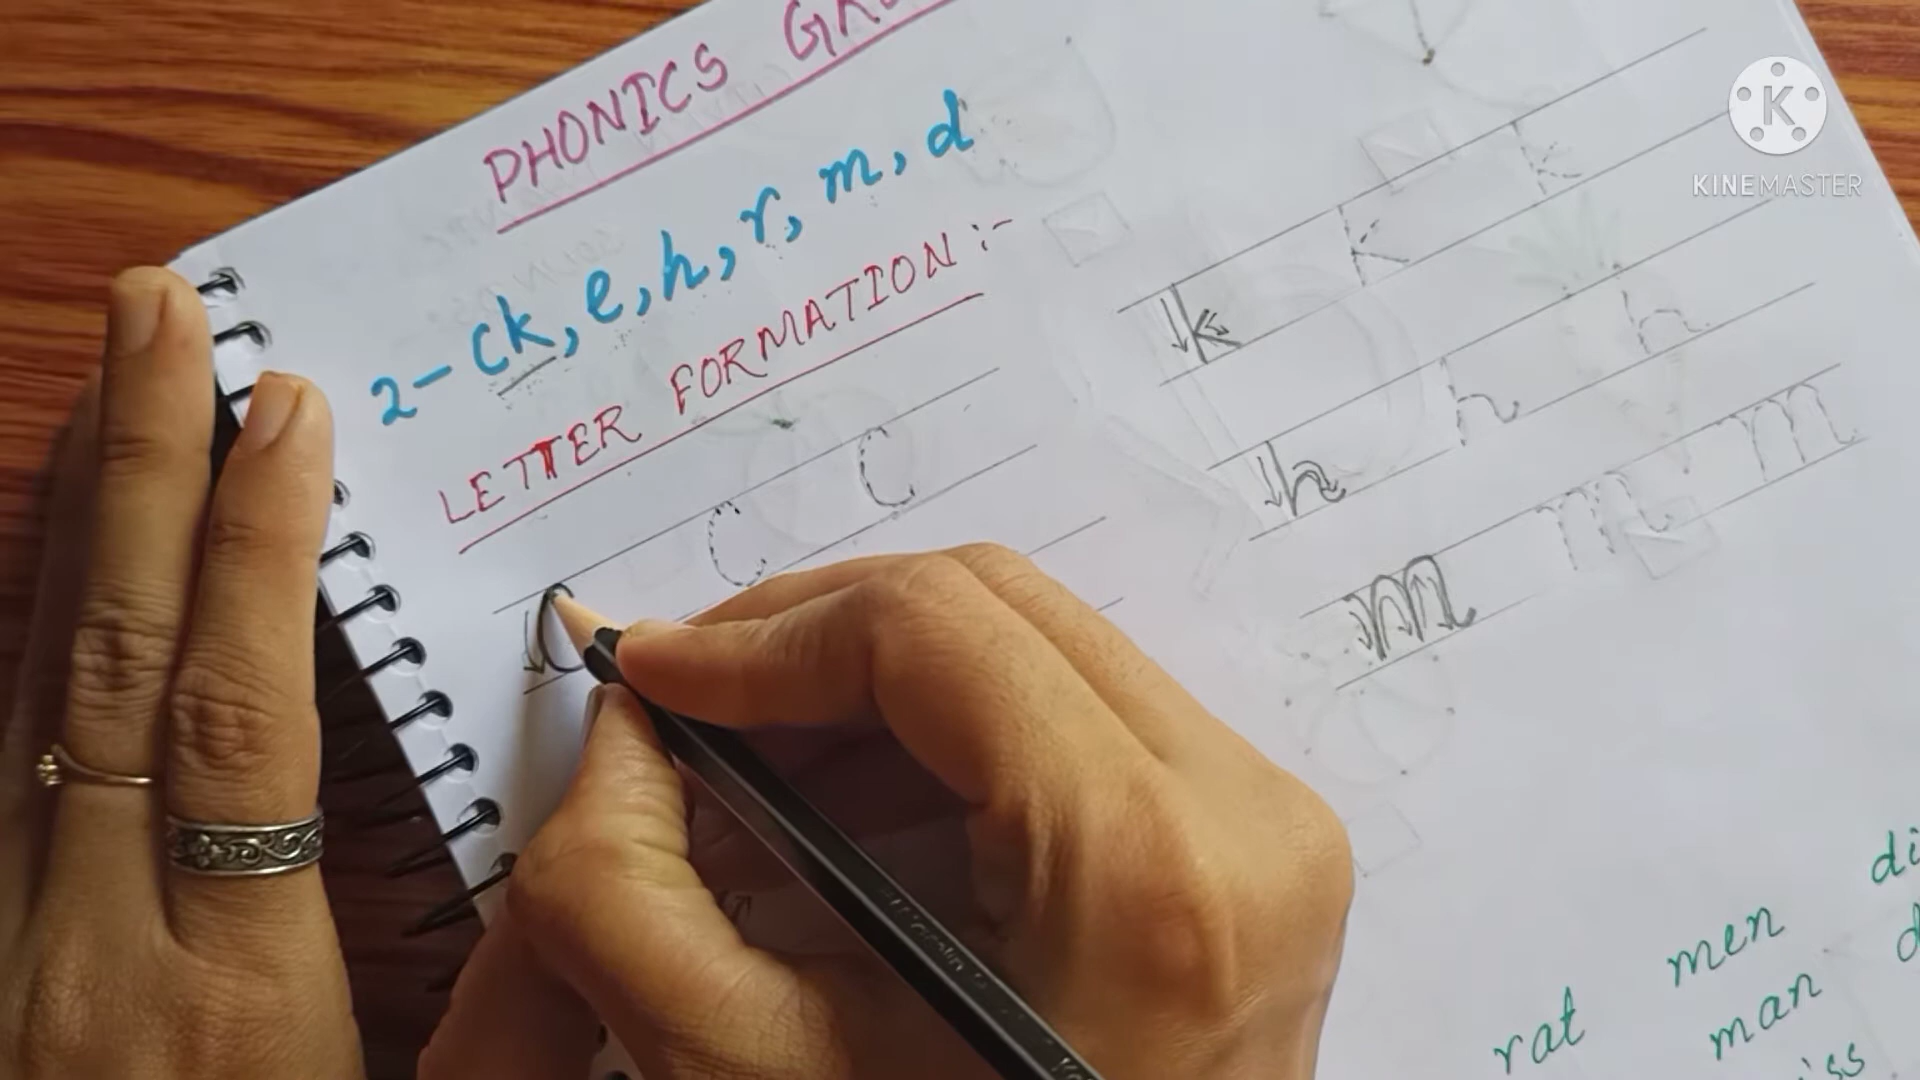 PHONICS
2- ck, e, h, r, m, d
LETTER FORMATION :-
c c c
k k k
h h h
m m m
men
rat man
KINEMASTER